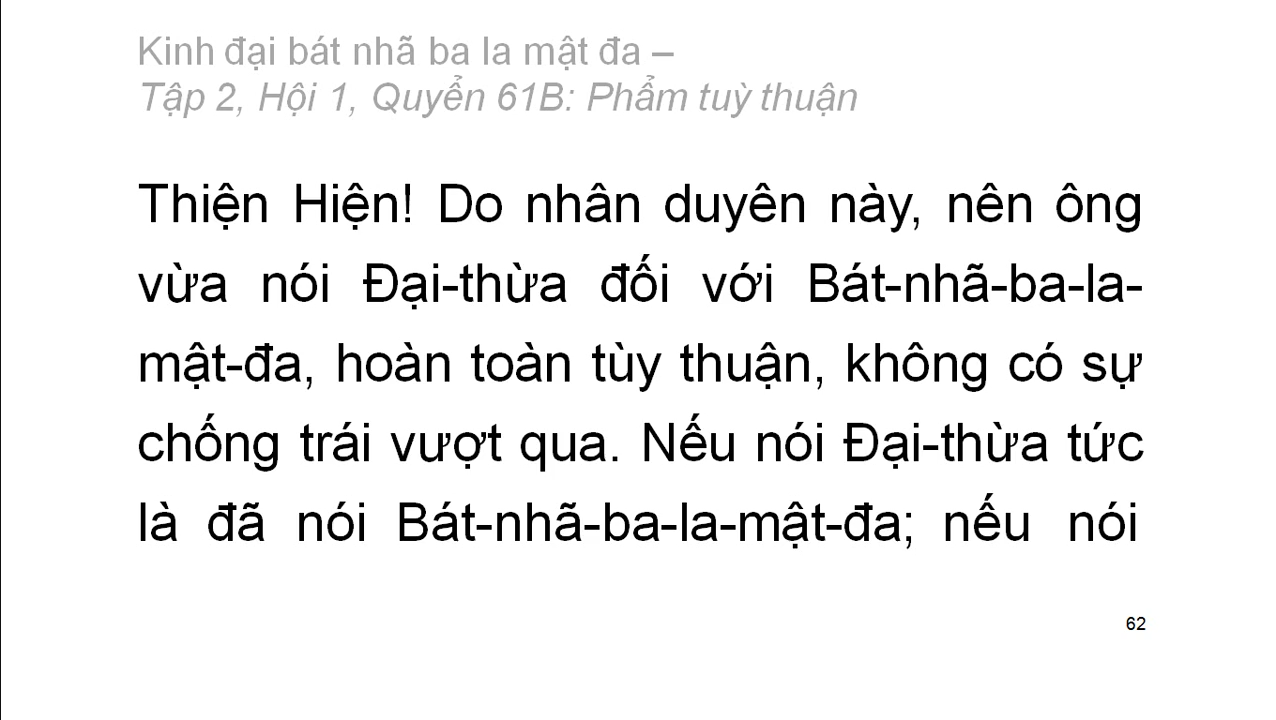 Kinh đại bát nhã ba la mật đa –
Tập 2, Hội 1, Quyển 61B: Phẩm tuỳ thuận
Thiện Hiện! Do nhân duyên này, nên ông
vừa nói Đại-thừa đối với Bát-nhã-ba-la-
mật-đa, hoàn toàn tùy thuận, không có sự
chống trái vượt qua. Nếu nói Đại-thừa tức
là đã nói Bát-nhã-ba-la-mật-đa; nếu nói
62